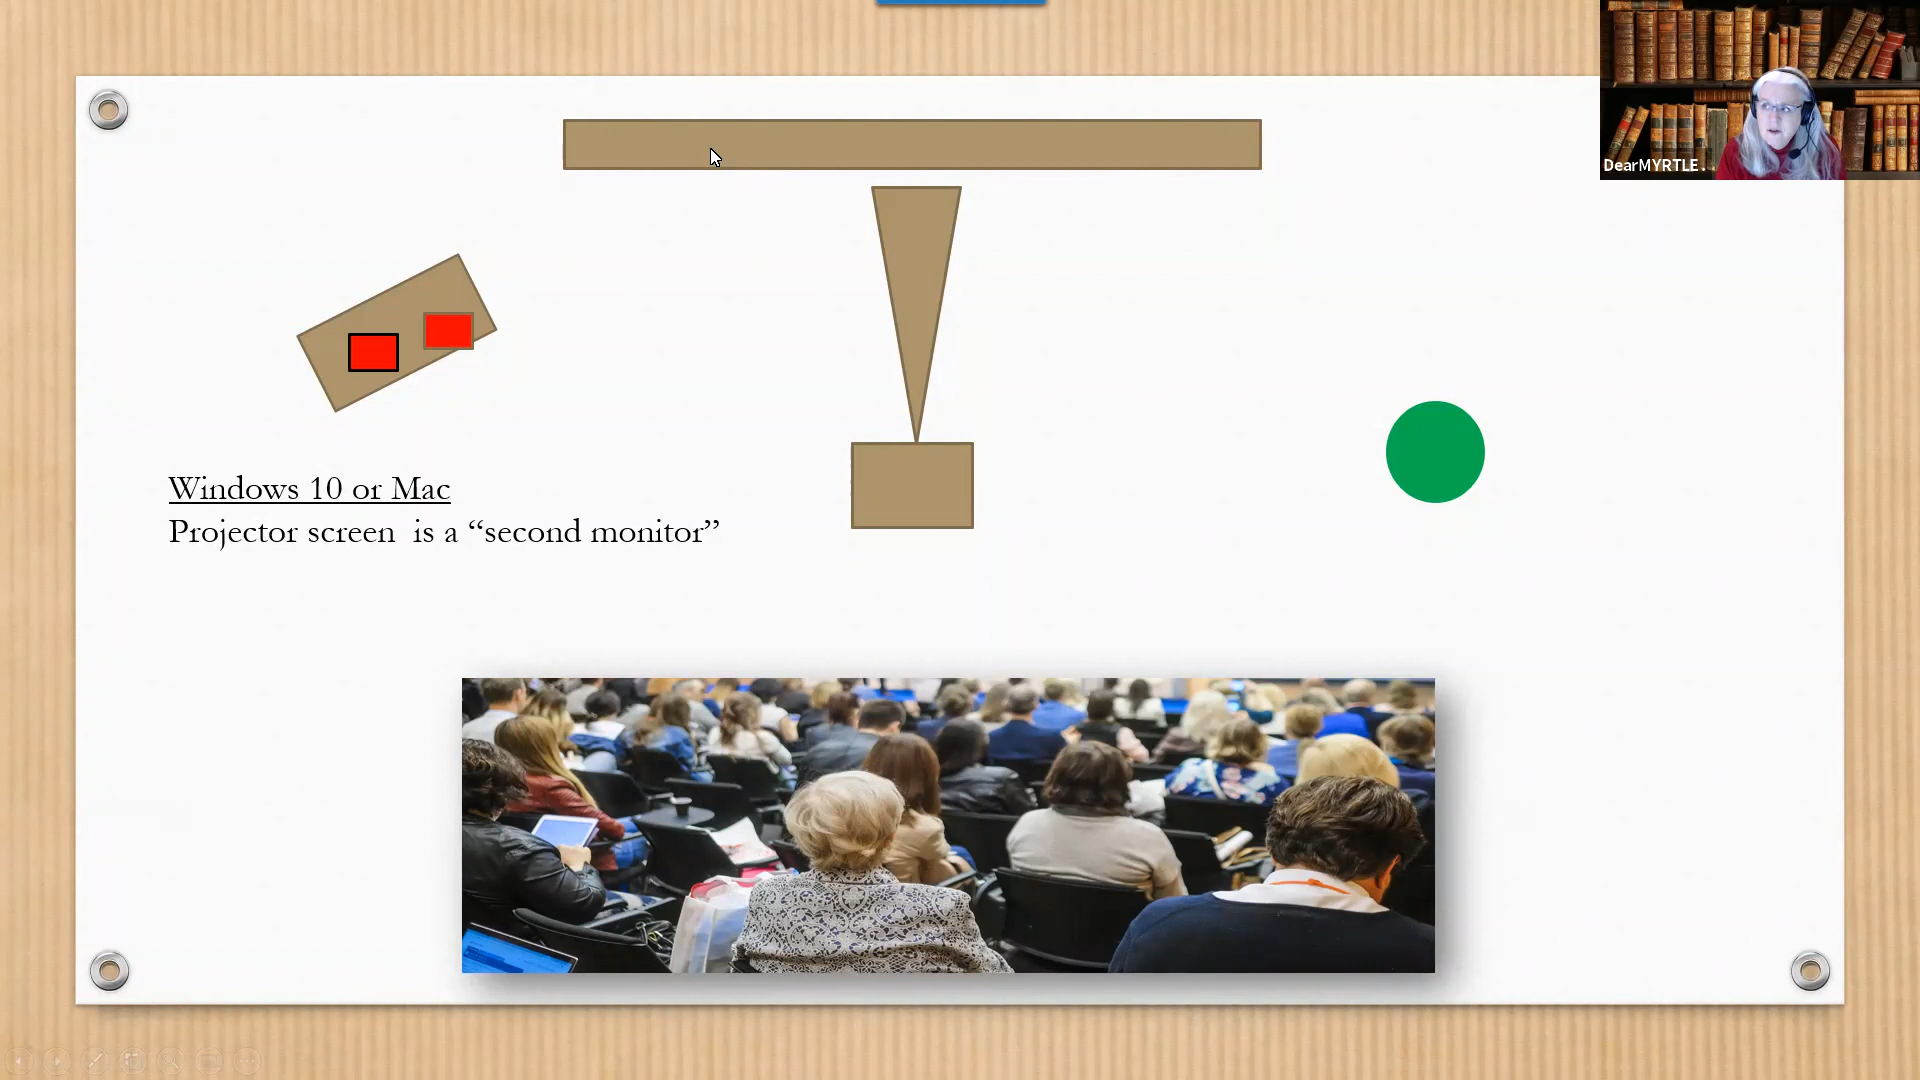 DearMYRTLE .
Windows 10 or Mac
Projector screen  is a “second monitor”